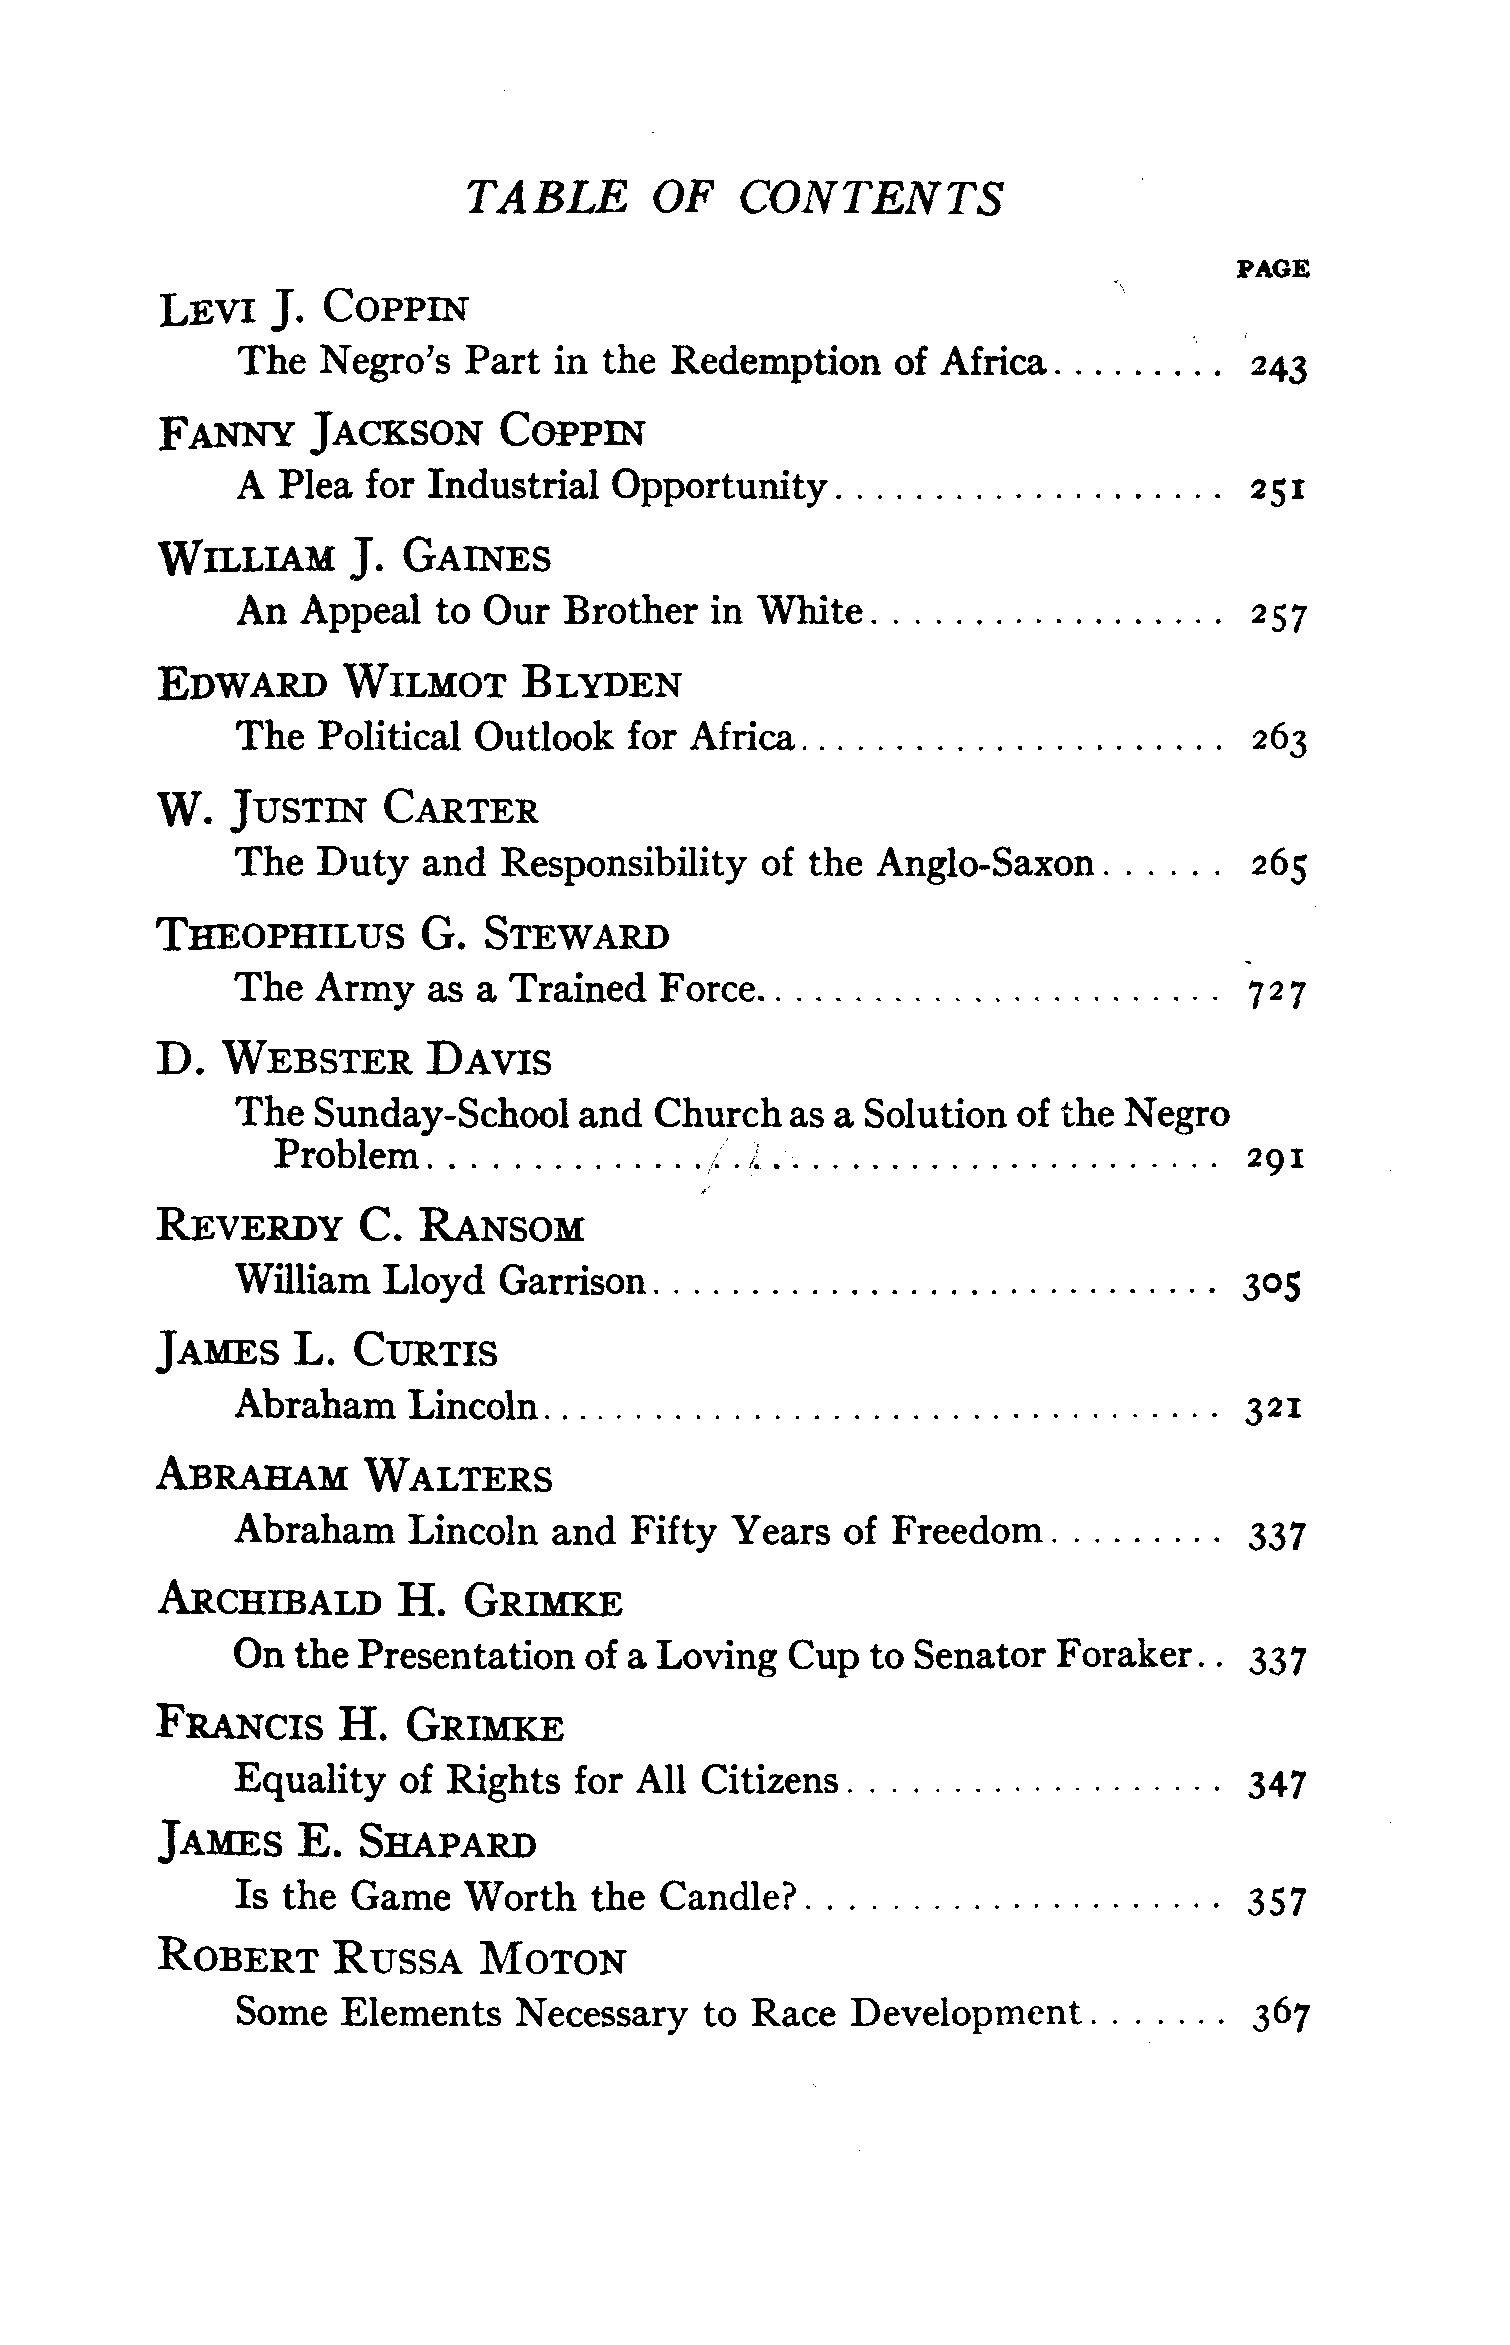 TABLE OF CONTENTS
PAGE
LEVI J. COPPIN
The Negro's Part in the Redemption of Africa......... 243
FANNY JACKSON COPPIN
A Plea for Industrial Opportunity.................... 251
WILLIAM J. GAINES
An Appeal to Our Brother in White.................. 257
EDWARD WILMOT BLYDEN
The Political Outlook for Africa...................... 263
W. JUSTIN CARTER
The Duty and Responsibility of the Anglo-Saxon...... 265
THEOPHILUS G. STEWARD
The Army as a Trained Force....................... 727
D. WEBSTER DAVIS
The Sunday-School and Church as a Solution of the Negro
Problem....................................... 291
REVERDY C. RANSOM
William Lloyd Garrison............................. 305
JAMES L. CURTIS
Abraham Lincoln.................................. 321
ABRAHAM WALTERS
Abraham Lincoln and Fifty Years of Freedom......... 337
ARCHIBALD H. GRIMKE
On the Presentation of a Loving Cup to Senator Foraker.. 337
FRANCIS H. GRIMKE
Equality of Rights for All Citizens................... 347
JAMES E. SHAPARD
Is the Game Worth the Candle?..................... 357
ROBERT RUSSA MOTON
Some Elements Necessary to Race Development....... 367